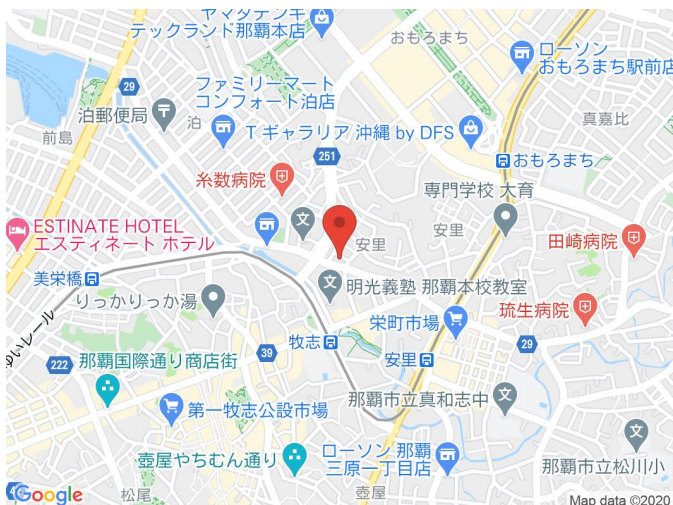 ヤマダデンキ
テックランド那覇本店
おもろまち
ローソン
おもろまち駅前店
29
ファミリーマート
コンフォート泊店
泊郵便局
泊
前島
真嘉比
T ギャラリア 沖縄 by DFS
251
おもろまち
糸数病院
専門学校 大育
ESTINATE HOTEL
エスティネート ホテル
文
安里
安里
田崎病院
美栄橋
文
明光義塾 那覇本校教室
りっかりっか湯
琉生病院
栄町市場
ゆいレール
牧志
29
222
39
安里
那覇国際通り商店街
那覇市立真和志中
文
第一牧志公設市場
文
壺屋やちむん通り
ローソン 那覇
三原一丁目店
那覇市立松川小
松尾
壺屋
Google
Map data ©2020